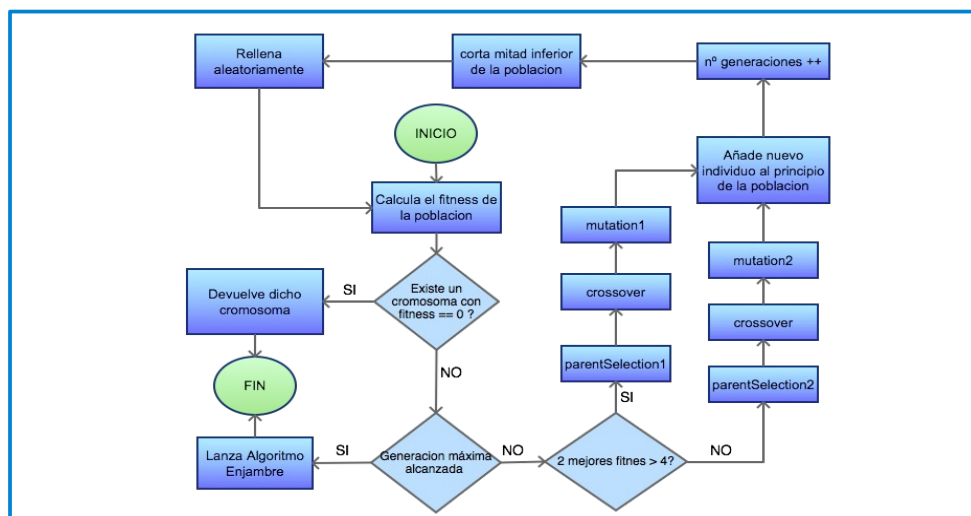 Rellena
aleatoriamente
corta mitad inferior
de la poblacion
nº generaciones ++
INICIO
Calcula el fitness de
la poblacion
Añade nuevo
individuo al principio
de la poblacion
mutation1
mutation2
Devuelve dicho
cromosoma
SI
Existe un
cromosoma con
fitness == 0 ?
crossover
crossover
NO
FIN
parentSelection1
parentSelection2
SI
Lanza Algoritmo
Enjambre
SI
Generacion máxima
alcanzada
NO
2 mejores fitnes > 4?
NO